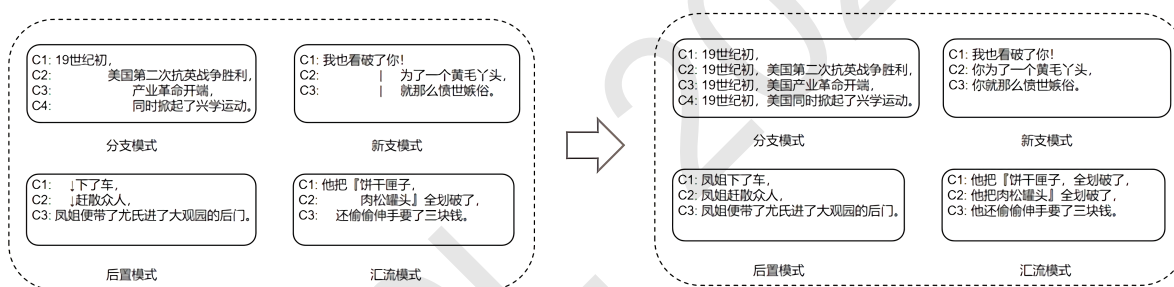 C1: 19世纪初，
C2: 美国第二次抗英战争胜利，
C3: 产业革命开端，
C4: 同时掀起了兴学运动。
分支模式
C1: 我也看破了你！
C2: | 为了一个黄毛丫头，
C3: | 就那么愤世嫉俗。
新支模式
C1: ↓下了车，
C2: ↓赶散众人，
C3: 凤姐便带了尤氏进了大观园的后门。
后置模式
C1: 他把『饼干匣子，
C2: 肉松罐头』全划破了，
C3: 还偷偷伸手要了三块钱。
汇流模式
C1: 19世纪初，
C2: 19世纪初，美国第二次抗英战争胜利，
C3: 19世纪初，美国产业革命开端，
C4: 19世纪初，美国同时掀起了兴学运动。
分支模式
C1: 我也看破了你！
C2: 你为了一个黄毛丫头，
C3: 你就那么愤世嫉俗。
新支模式
C1: 凤姐下了车，
C2: 凤姐赶散众人，
C3: 凤姐便带了尤氏进了大观园的后门。
后置模式
C1: 他把『饼干匣子，全划破了，
C2: 他把肉松罐头』全划破了，
C3: 他还偷偷伸手要了三块钱。
汇流模式